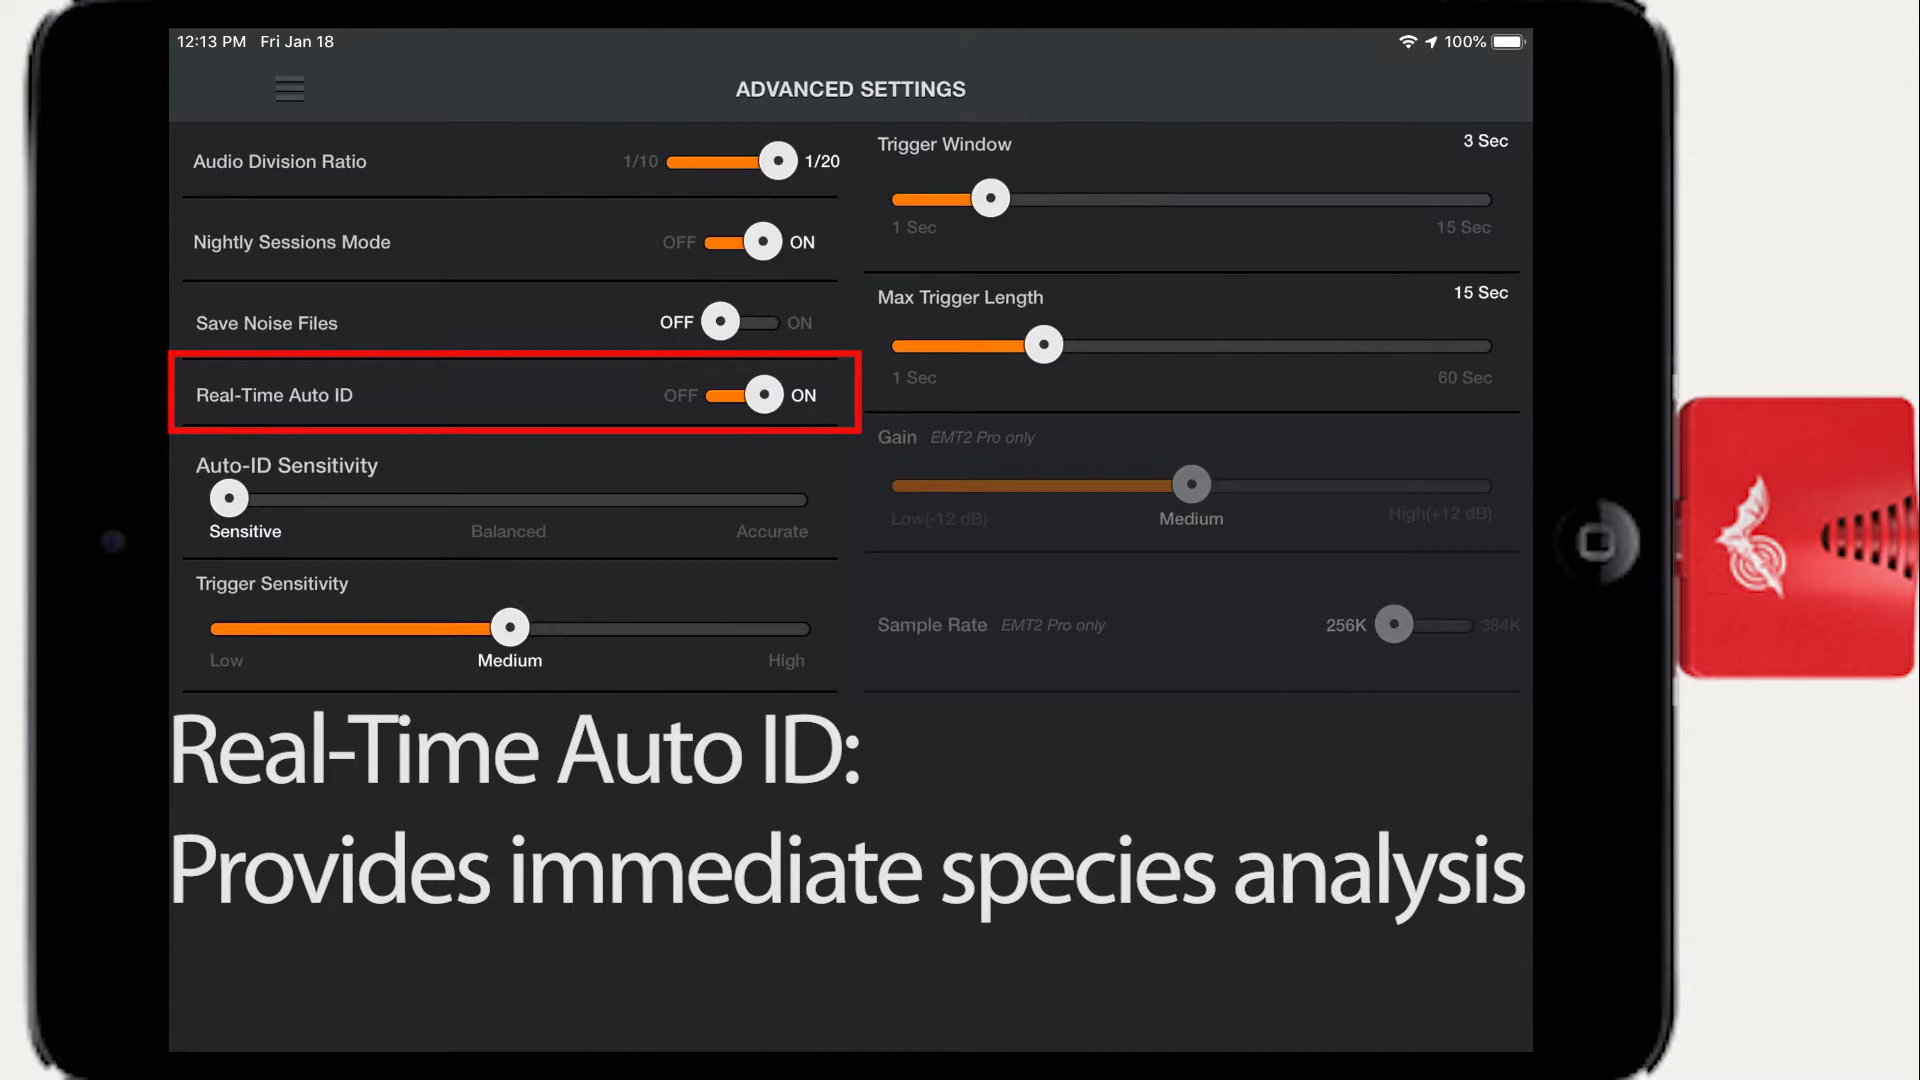 12:13 PM Fri Jan 18 100%
ADVANCED SETTINGS
Audio Division Ratio 1/10 1/20
Nightly Sessions Mode OFF ON
Save Noise Files OFF ON
Real-Time Auto ID OFF ON
Auto-ID Sensitivity
Sensitive Balanced Accurate
Trigger Sensitivity
Low Medium High
Trigger Window 3 Sec
1 Sec 15 Sec
Max Trigger Length 15 Sec
1 Sec 60 Sec
Gain EMT2 Pro only
Low(-12 dB) Medium High(+12 dB)
Sample Rate EMT2 Pro only 256K 384K
Real-Time Auto ID:
Provides immediate species analysis